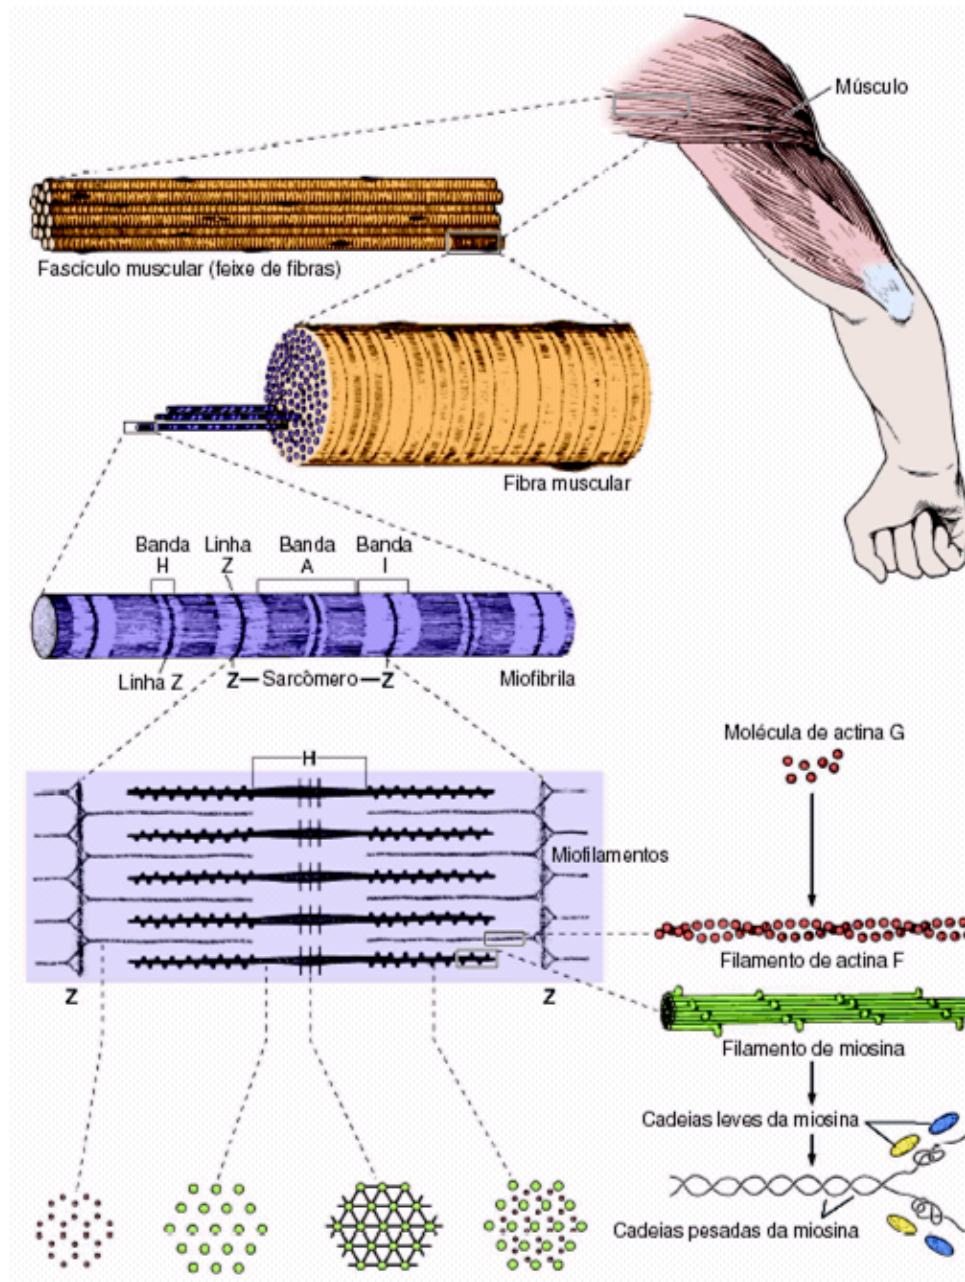 Músculo
Fascículo muscular (feixe de fibras)
Fibra muscular
Banda
H
Linha
Z
Banda
A
Banda
I
Linha Z
Z
Sarcômero
Z
Miofibrila
Molécula de actina G
H
Miofilamentos
Filamento de actina F
Z
Z
Filamento de miosina
Cadeias leves da miosina
Cadeias pesadas da miosina